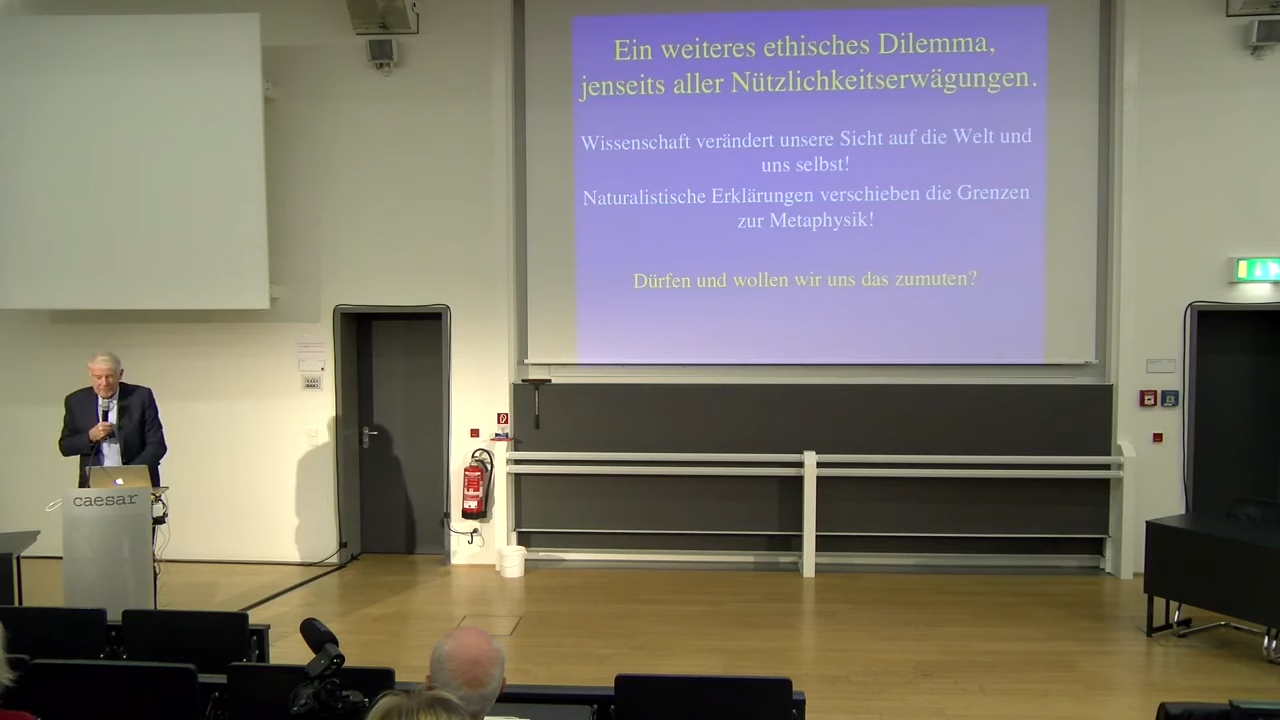 Ein weiteres ethisches Dilemma,
jenseits aller Nützlichkeitserwägungen.
Wissenschaft verändert unsere Sicht auf die Welt und
uns selbst!
Naturalistische Erklärungen verschieben die Grenzen
zur Metaphysik!
Dürfen und wollen wir uns das zumuten?
caesar